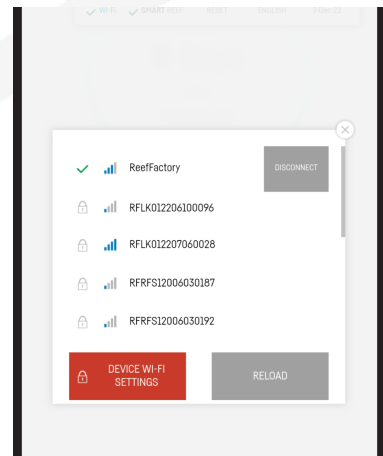 WI-FI SMART REEF RESET ENGLISH
ReefFactory DISCONNECT
RFLK012206100096
RFLK012207060028
RFRFS12006030187
RFRFS12006030192
DEVICE WI-FI
SETTINGS
RELOAD